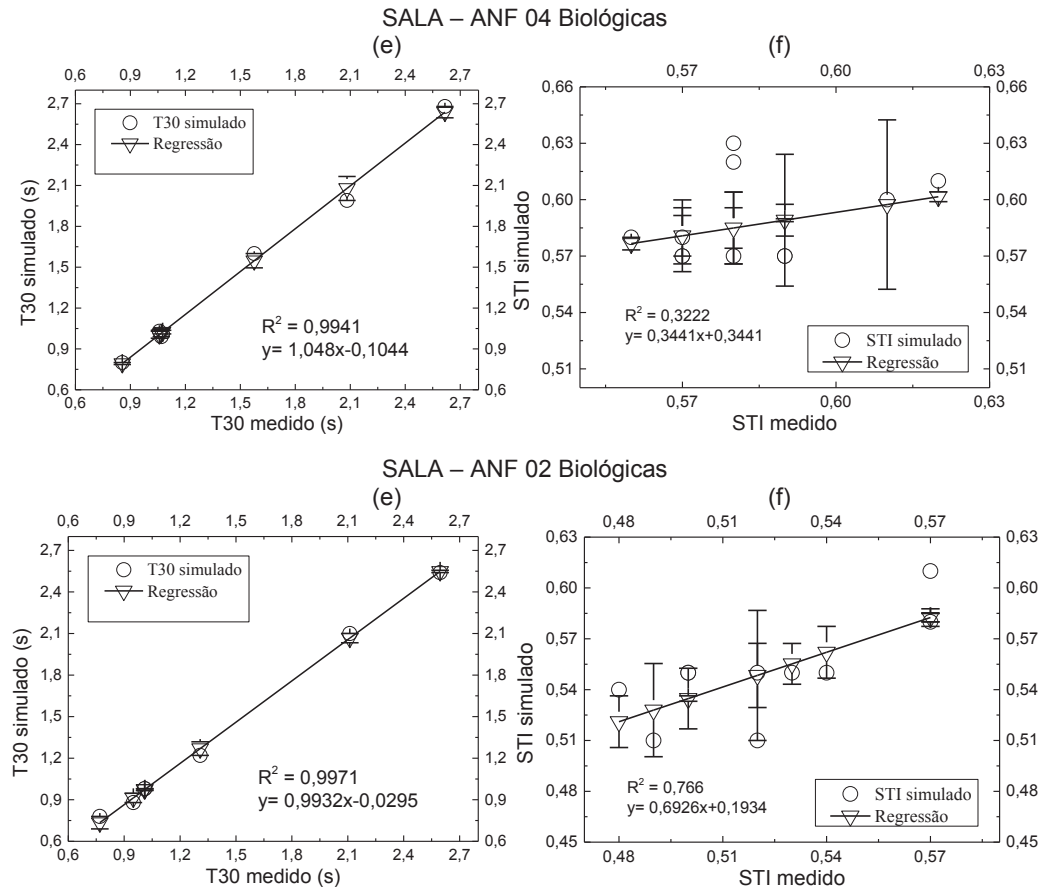 SALA – ANF 04 Biológicas
(e)
0,6 0,9 1,2 1,5 1,8 2,1 2,4 2,7
2,7
2,4
2,1
1,8
1,5
1,2
0,9
0,6
T30 simulado (s)
T30 simulado
Regressão
R² = 0,9941
y= 1,048x-0,1044
2,7
2,4
2,1
1,8
1,5
1,2
0,9
0,6
0,6 0,9 1,2 1,5 1,8 2,1 2,4 2,7
T30 medido (s)
(f)
0,57 0,60 0,63
0,66
0,63
0,60
0,57
0,54
0,51
STI simulado
R² = 0,3222
y= 0,3441x+0,3441
STI simulado
Regressão
0,66
0,63
0,60
0,57
0,54
0,51
0,57 0,60 0,63
STI medido
SALA – ANF 02 Biológicas
(e)
0,6 0,9 1,2 1,5 1,8 2,1 2,4 2,7
2,7
2,4
2,1
1,8
1,5
1,2
0,9
0,6
T30 simulado (s)
T30 simulado
Regressão
R² = 0,9971
y= 0,9932x-0,0295
2,7
2,4
2,1
1,8
1,5
1,2
0,9
0,6
0,6 0,9 1,2 1,5 1,8 2,1 2,4 2,7
T30 medido (s)
(f)
0,48 0,51 0,54 0,57
0,63
0,60
0,57
0,54
0,51
0,48
0,45
STI simulado
R² = 0,766
y= 0,6926x+0,1934
STI simulado
Regressão
0,63
0,60
0,57
0,54
0,51
0,48
0,45
0,48 0,51 0,54 0,57
STI medido